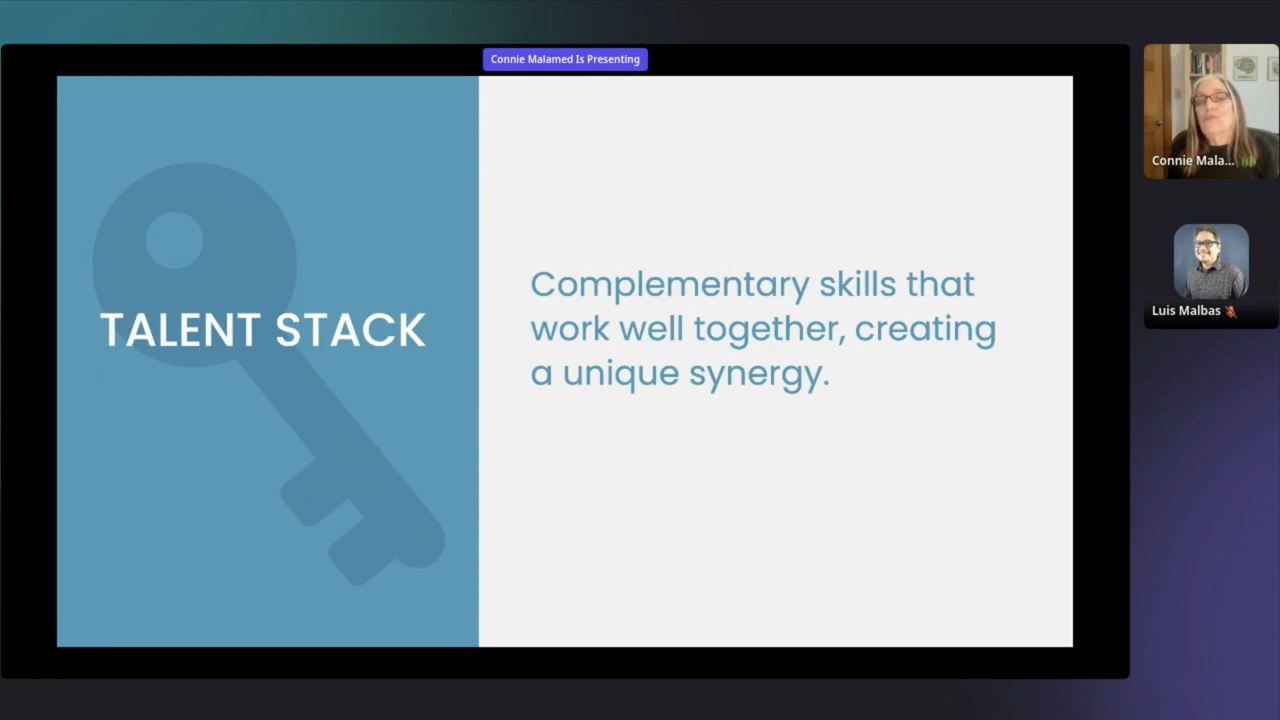 Connie Malamed Is Presenting
TALENT STACK
Complementary skills that
work well together, creating
a unique synergy.
Connie Mala...
Luis Malbas